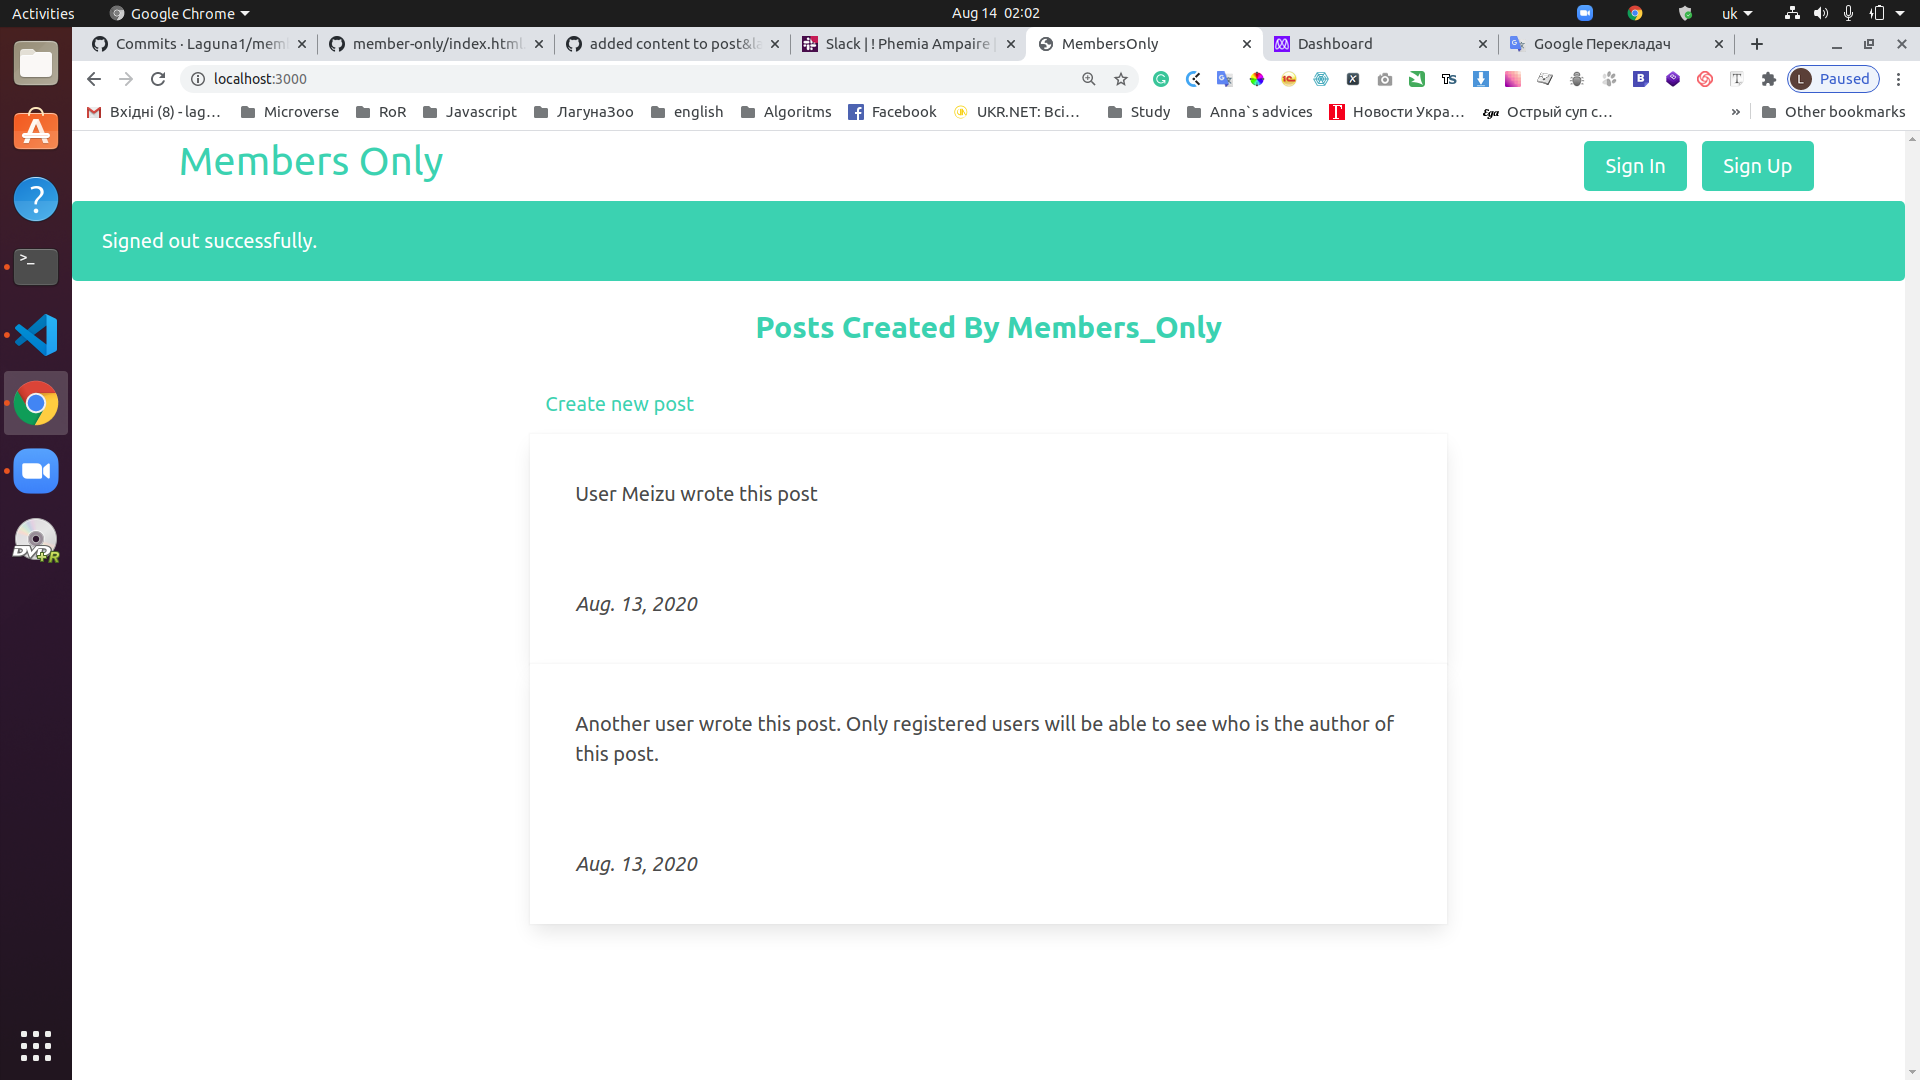 Activities Google Chrome Aug 14 02:02 uk
Commits · Laguna1/mem member-only/index.html. added content to post&la Slack | ! Phemia Ampaire | MembersOnly Dashboard Google Перекладач
localhost:3000 Paused
Вхідні (8) - lag... Microverse RoR Javascript ЛагунаЗоо english Algoritms Facebook UKR.NET: Всі... Study Anna`s advices Новости Укра... Острый суп с... » Other bookmarks
Members Only Sign In Sign Up
Signed out successfully.
Posts Created By Members_Only
Create new post
User Meizu wrote this post
Aug. 13, 2020
Another user wrote this post. Only registered users will be able to see who is the author of
this post.
Aug. 13, 2020